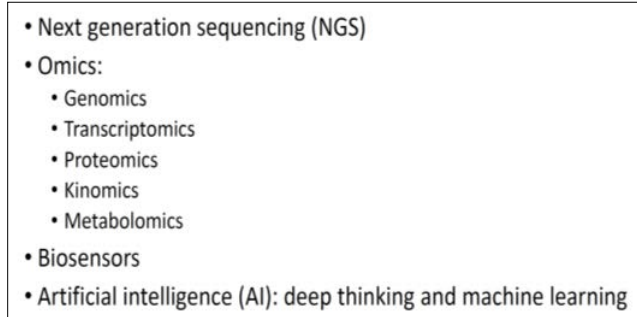 • Next generation sequencing (NGS)
• Omics:
• Genomics
• Transcriptomics
• Proteomics
• Kinomics
• Metabolomics
• Biosensors
• Artificial intelligence (AI): deep thinking and machine learning